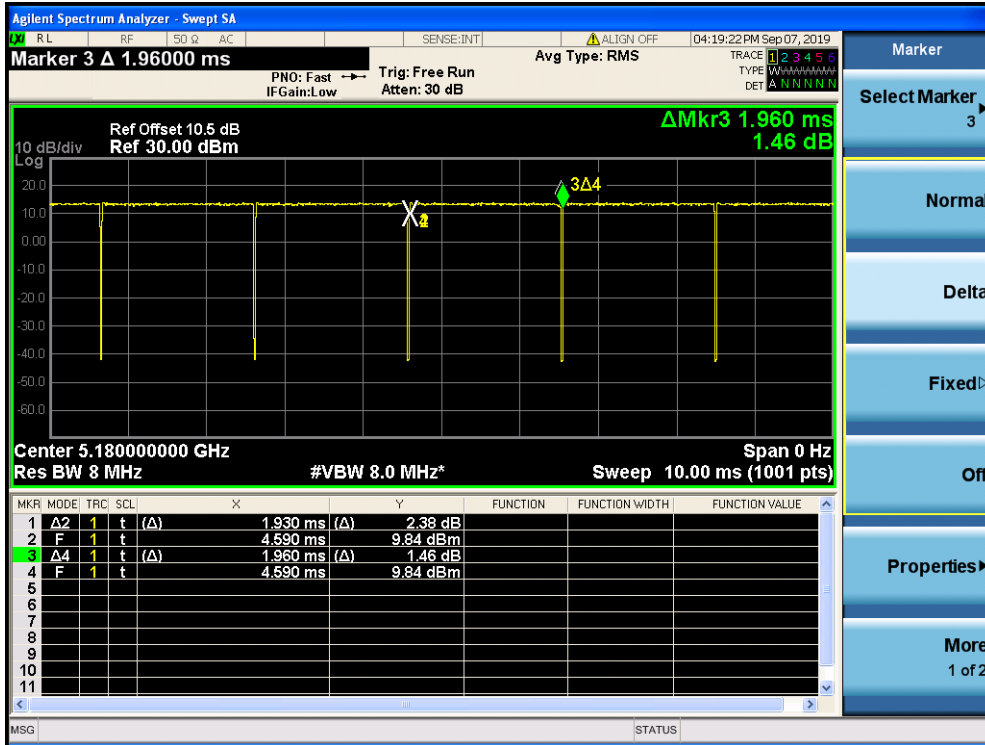 Agilent Spectrum Analyzer - Swept SA
LXI RL RF 50 Ω AC SENSE:INT ALIGN OFF 04:19:22 PM Sep 07, 2019
Marker 3 Δ 1.96000 ms
PNO: Fast
IFGain:Low
Trig: Free Run
Atten: 30 dB
Avg Type: RMS
TRACE 1 2 3 4 5 6
TYPE W
DET A N N N N N
ΔMkr3 1.960 ms
1.46 dB
Ref Offset 10.5 dB
10 dB/div Ref 30.00 dBm
Log
20.0
10.0
0.00
-10.0
-20.0
-30.0
-40.0
-50.0
-60.0
3Δ4
Center 5.180000000 GHz Span 0 Hz
Res BW 8 MHz #VBW 8.0 MHz* Sweep 10.00 ms (1001 pts)
MKR MODE TRC SCL X Y FUNCTION FUNCTION WIDTH FUNCTION VALUE
1 Δ2 1 t (Δ) 1.930 ms (Δ) 2.38 dB
2 F 1 t 4.590 ms 9.84 dBm
3 Δ4 1 t (Δ) 1.960 ms (Δ) 1.46 dB
4 F 1 t 4.590 ms 9.84 dBm
5
6
7
8
9
10
11
MSG STATUS
Marker
Select Marker
3
Normal
Delta
Fixed
Off
Properties
More
1 of 2